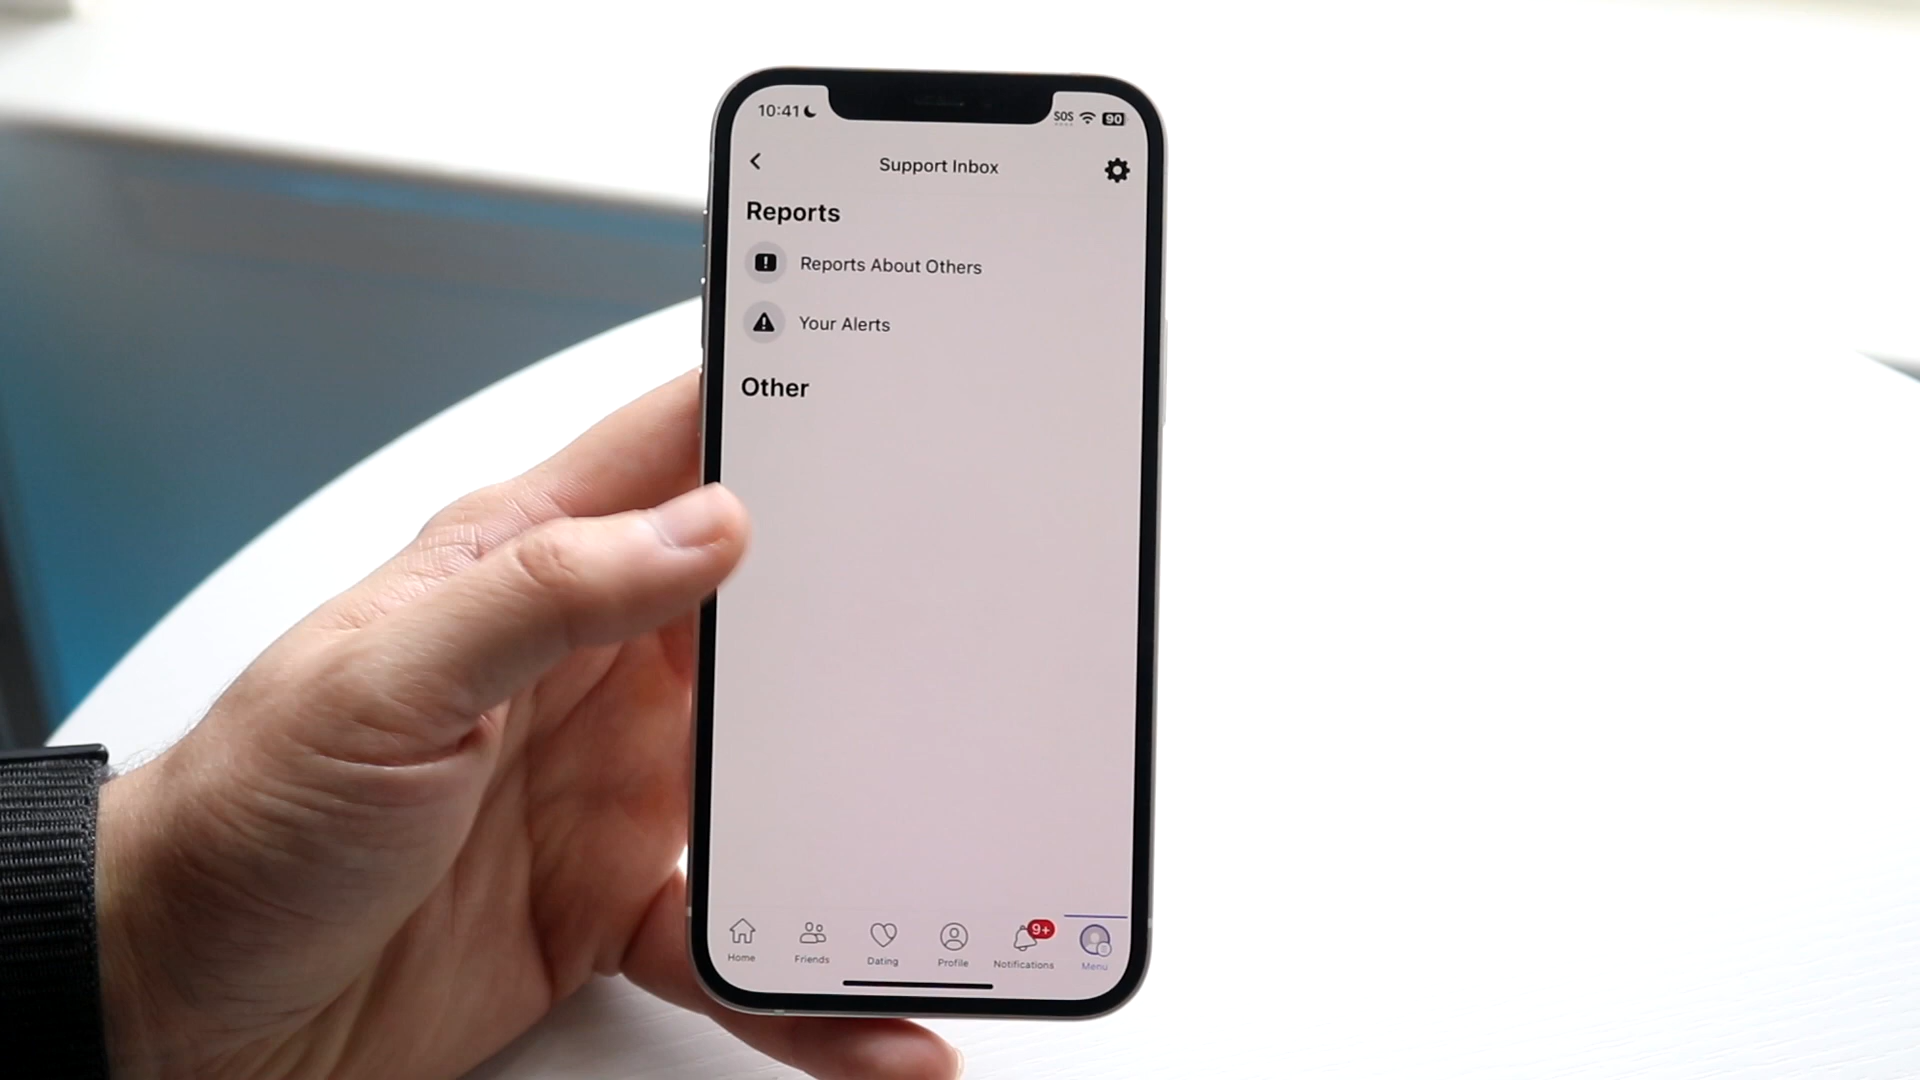 10:41
SOS
90
Support Inbox
Reports
Reports About Others
Your Alerts
Other
9+
Home
Friends
Dating
Profile
Notifications
Menu